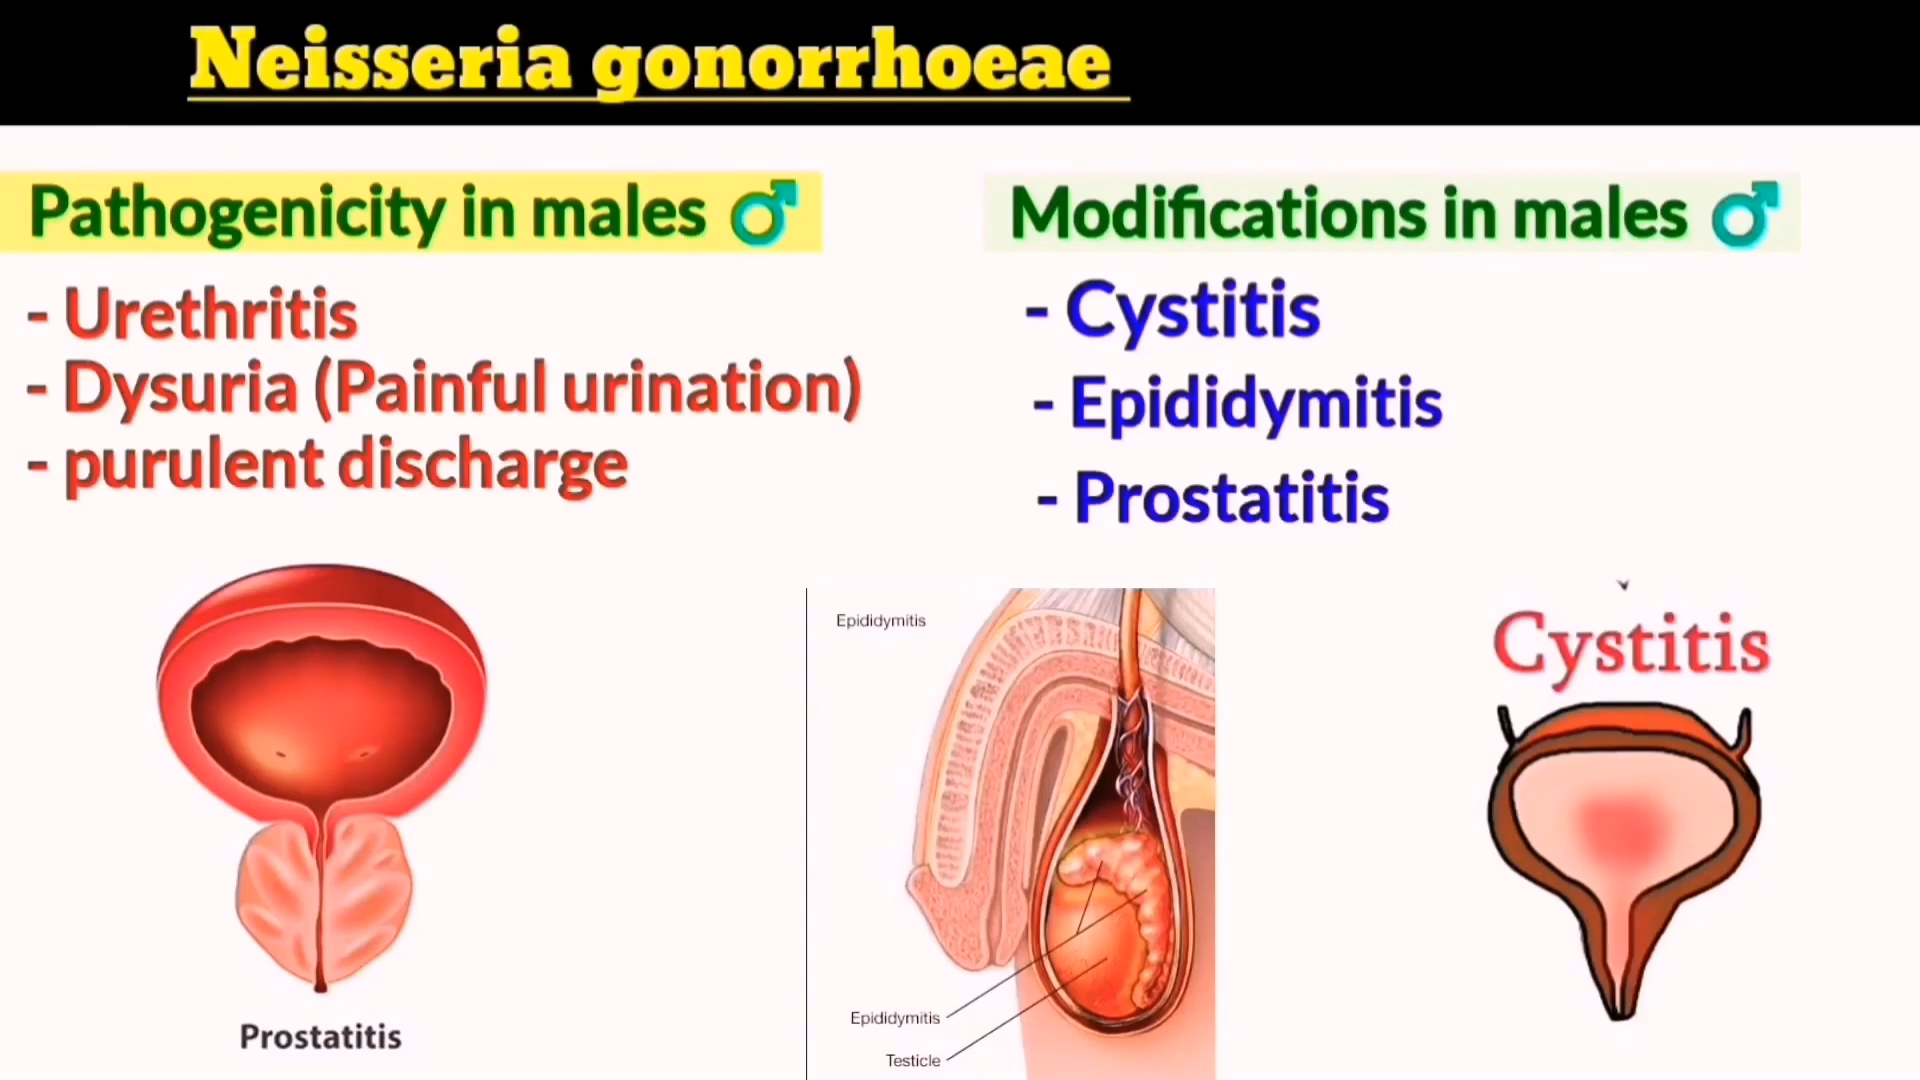 Neisseria gonorrhoeae
Pathogenicity in males
- Urethritis
- Dysuria (Painful urination)
- purulent discharge
Modifications in males
- Cystitis
- Epididymitis
- Prostatitis
Prostatitis
Epididymitis
Epididymitis
Testicle
Cystitis